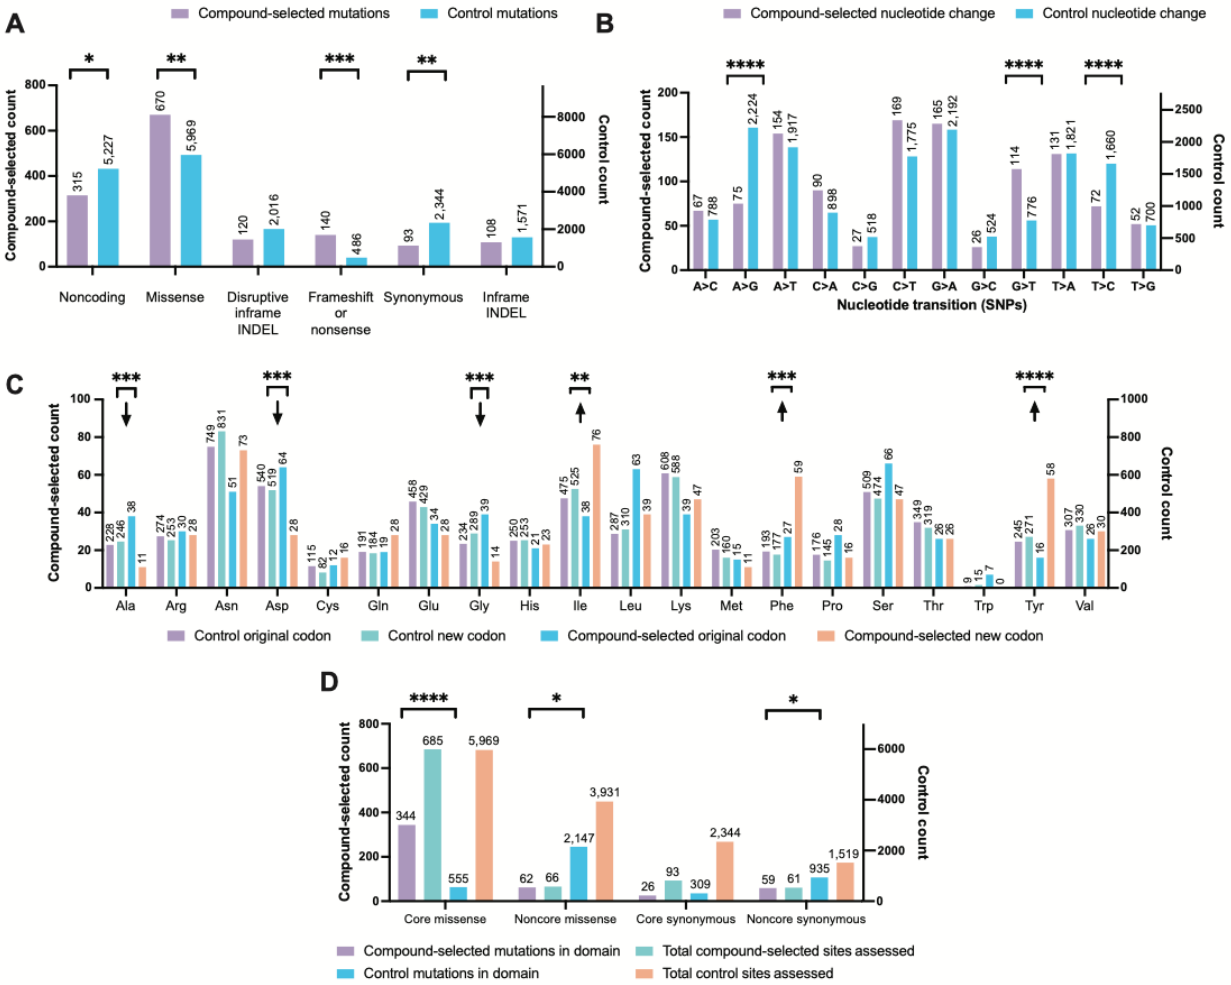 A
Compound-selected mutations
Control mutations
* ** *** **
Compound-selected count
800
600
400
200
0
315 5,227
670 5,969
120 2,016
140 486
93 2,344
108 1,571
8000
6000
4000
2000
0
Control count
Noncoding Missense Disruptive inframe INDEL Frameshift or nonsense Synonymous Inframe INDEL
B
Compound-selected nucleotide change
Control nucleotide change
**** **** ****
Compound-selected count
200
150
100
50
0
67 788
75 2,224
154 1,917
90 898
27 518
169 1,775
165 2,192
26 524
114 776
131 1,821
72 1,660
52 700
2500
2000
1500
1000
500
0
Control count
A>C A>G A>T C>A C>G C>T G>A G>C G>T T>A T>C T>G
Nucleotide transition (SNPs)
C
*** *** *** ** *** ****
Compound-selected count
100
80
60
40
20
0
228 246 38 11
274 253 30 28
749 831 51 73
540 519 64 28
115 82 12 16
191 184 19 28
458 429 34 28
234 289 39 14
250 253 21 23
475 525 38 76
287 310 63 39
608 588 39 47
203 160 15 11
193 177 27 59
176 145 28 16
509 474 66 47
349 319 26 26
9 15 7 0
245 271 16 58
307 330 26 30
1000
800
600
400
200
0
Control count
Ala Arg Asn Asp Cys Gln Glu Gly His Ile Leu Lys Met Phe Pro Ser Thr Trp Tyr Val
Control original codon
Control new codon
Compound-selected original codon
Compound-selected new codon
D
**** * *
Compound-selected count
800
600
400
200
0
344 685 555 5,969
62 66 2,147 3,931
26 93 309 2,344
59 61 935 1,519
6000
4000
2000
0
Control count
Core missense Noncore missense Core synonymous Noncore synonymous
Compound-selected mutations in domain
Total compound-selected sites assessed
Control mutations in domain
Total control sites assessed